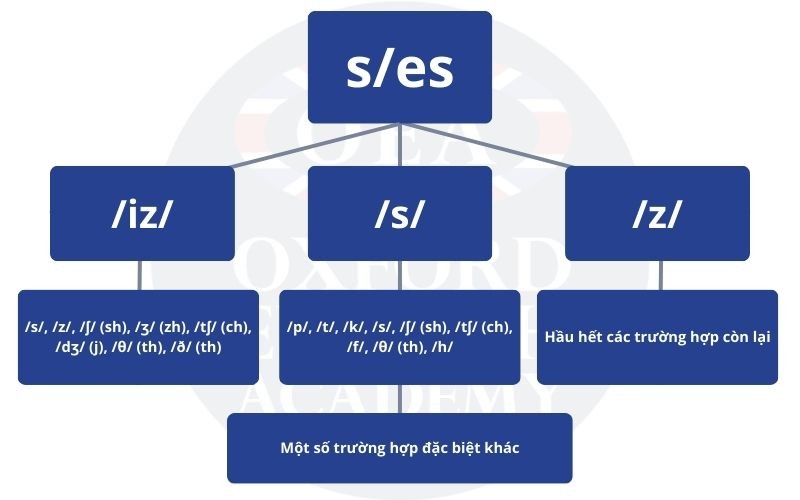 s/es
/iz/
/s/
/z/
/s/, /z/, /ʃ/ (sh), /ʒ/ (zh), /tʃ/ (ch),
/dʒ/ (j), /θ/ (th), /ð/ (th)
/p/, /t/, /k/, /s/, /ʃ/ (sh), /tʃ/ (ch),
/f/, /θ/ (th), /h/
Hầu hết các trường hợp còn lại
Một số trường hợp đặc biệt khác
OEA
OXFORD
ACADEMY